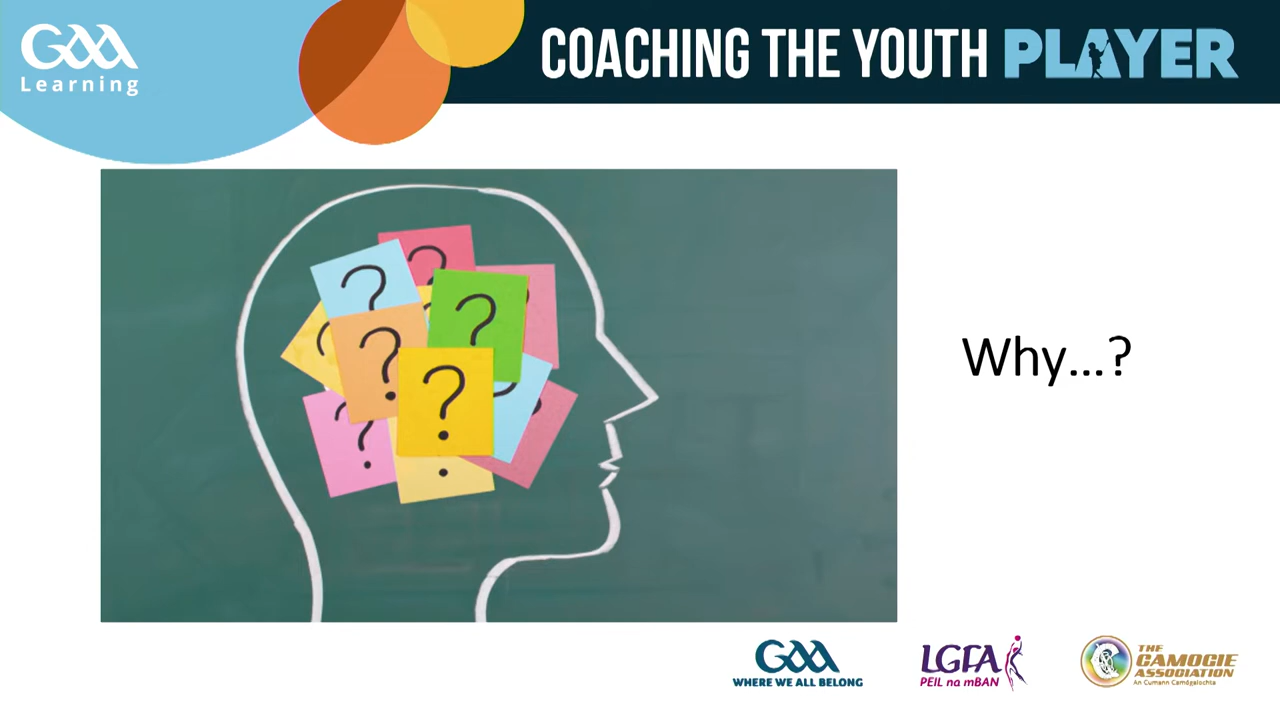 GAA
Learning
COACHING THE YOUTH PLAYER
?
?
?
?
?
?
?
Why...?
GAA
WHERE WE ALL BELONG
LGFA
PEIL na mBAN
THE
CAMOGIE
ASSOCIATION
An Cumann Camógaíochta